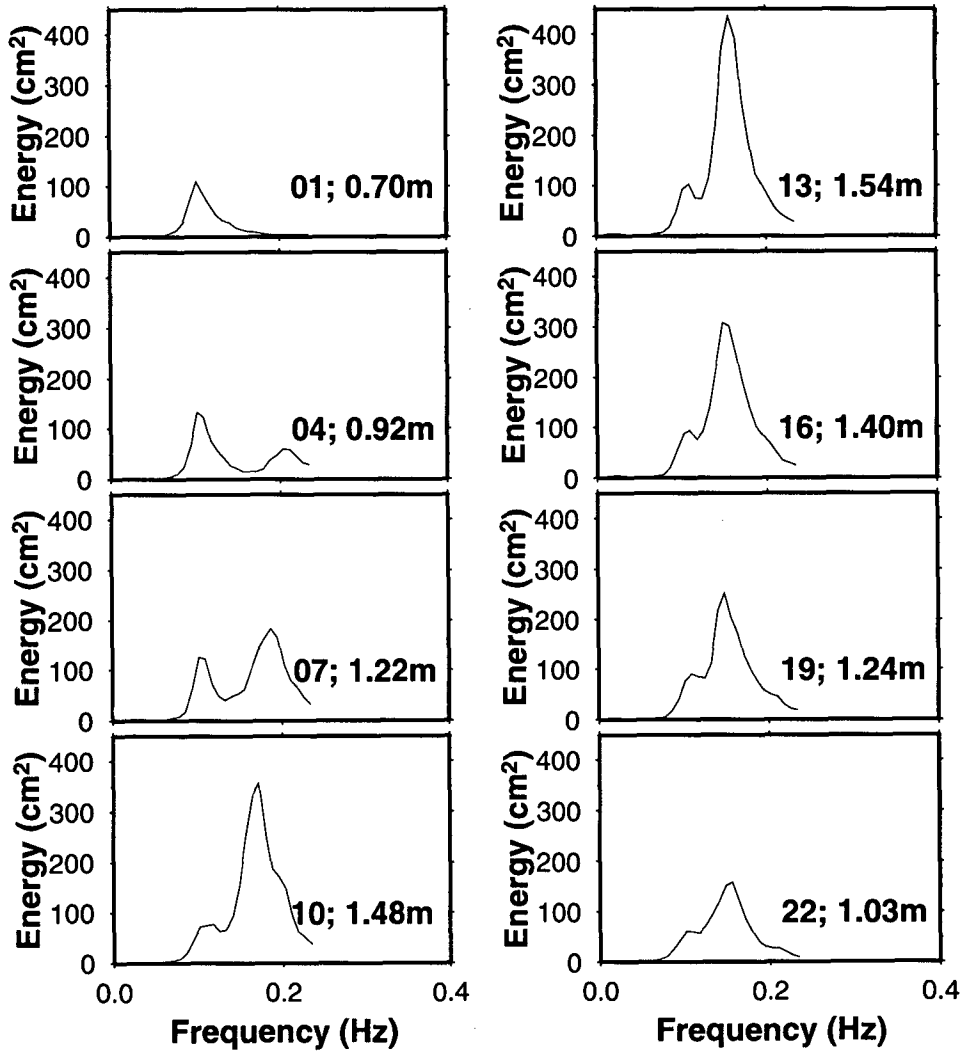 Energy (cm²)
400
300
200
100
0
01; 0.70m
Energy (cm²)
400
300
200
100
0
04; 0.92m
Energy (cm²)
400
300
200
100
0
07; 1.22m
Energy (cm²)
400
300
200
100
0
10; 1.48m
0.0
0.2
0.4
Frequency (Hz)
Energy (cm²)
400
300
200
100
0
13; 1.54m
Energy (cm²)
400
300
200
100
0
16; 1.40m
Energy (cm²)
400
300
200
100
0
19; 1.24m
Energy (cm²)
400
300
200
100
0
22; 1.03m
0.0
0.2
0.4
Frequency (Hz)